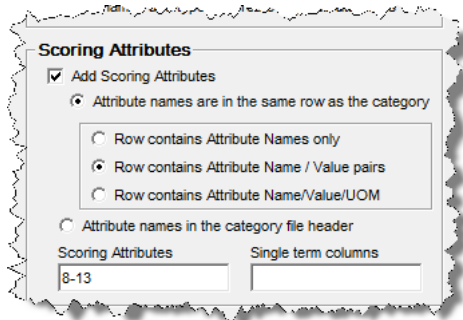 Scoring Attributes
Add Scoring Attributes
Attribute names are in the same row as the category
Row contains Attribute Names only
Row contains Attribute Name / Value pairs
Row contains Attribute Name/Value/UOM
Attribute names in the category file header
Scoring Attributes Single term columns
8-13